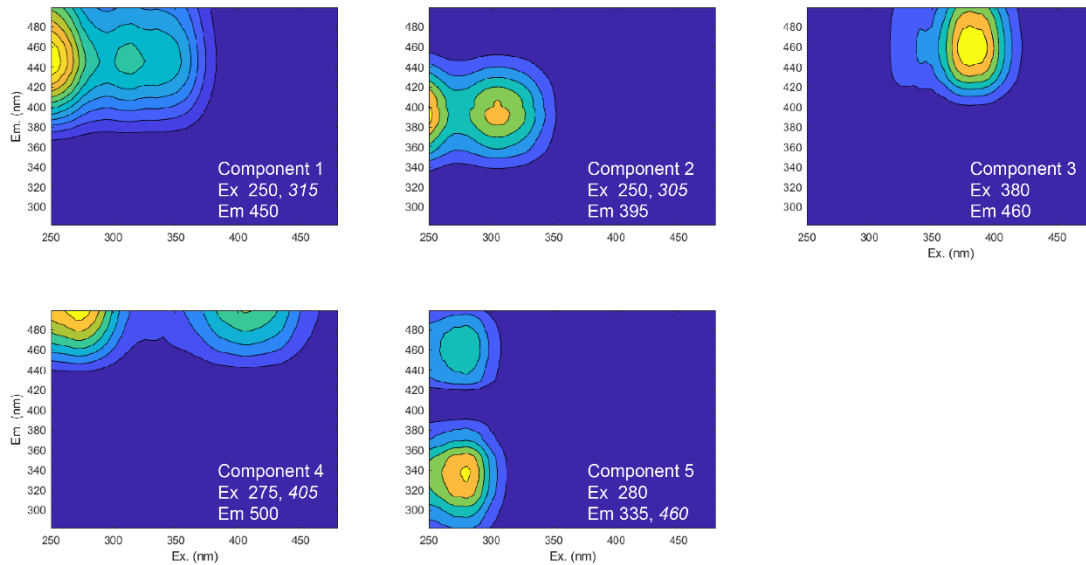 480
460
440
420
400
380
360
340
320
300
Em. (nm)
Component 1
Ex 250, 315
Em 450
250 300 350 400 450
480
460
440
420
400
380
360
340
320
300
Component 2
Ex 250, 305
Em 395
250 300 350 400 450
480
460
440
420
400
380
360
340
320
300
Component 3
Ex 380
Em 460
250 300 350 400 450
Ex. (nm)
480
460
440
420
400
380
360
340
320
300
Em. (nm)
Component 4
Ex 275, 405
Em 500
250 300 350 400 450
Ex. (nm)
480
460
440
420
400
380
360
340
320
300
Component 5
Ex 280
Em 335, 460
250 300 350 400 450
Ex. (nm)